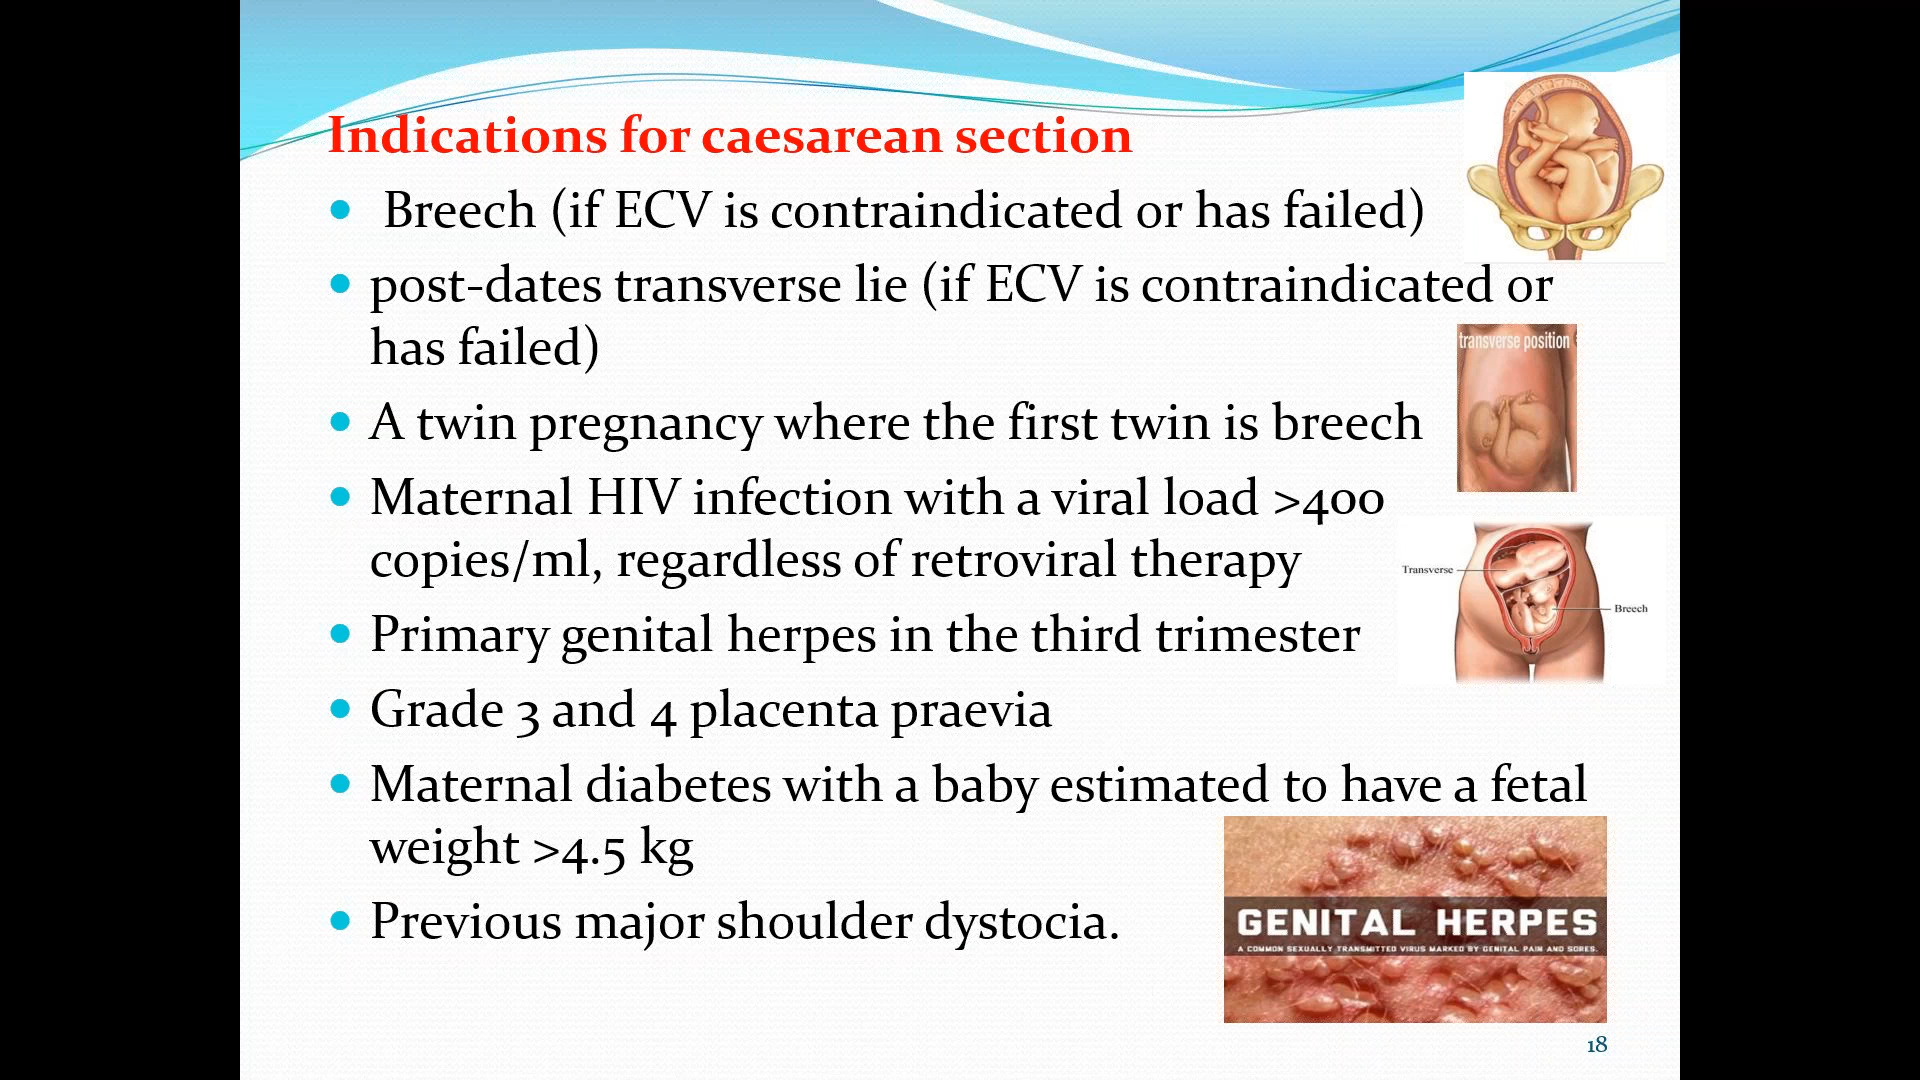 Indications for caesarean section
Breech (if ECV is contraindicated or has failed)
post-dates transverse lie (if ECV is contraindicated or
has failed)
transverse position
A twin pregnancy where the first twin is breech
Maternal HIV infection with a viral load >400
copies/ml, regardless of retroviral therapy
Transverse
Breech
Primary genital herpes in the third trimester
Grade 3 and 4 placenta praevia
Maternal diabetes with a baby estimated to have a fetal
weight >4.5 kg
Previous major shoulder dystocia.
GENITAL HERPES
A COMMON SEXUALLY TRANSMITTED VIRUS MARKED BY GENITAL PAIN AND SORES.
18